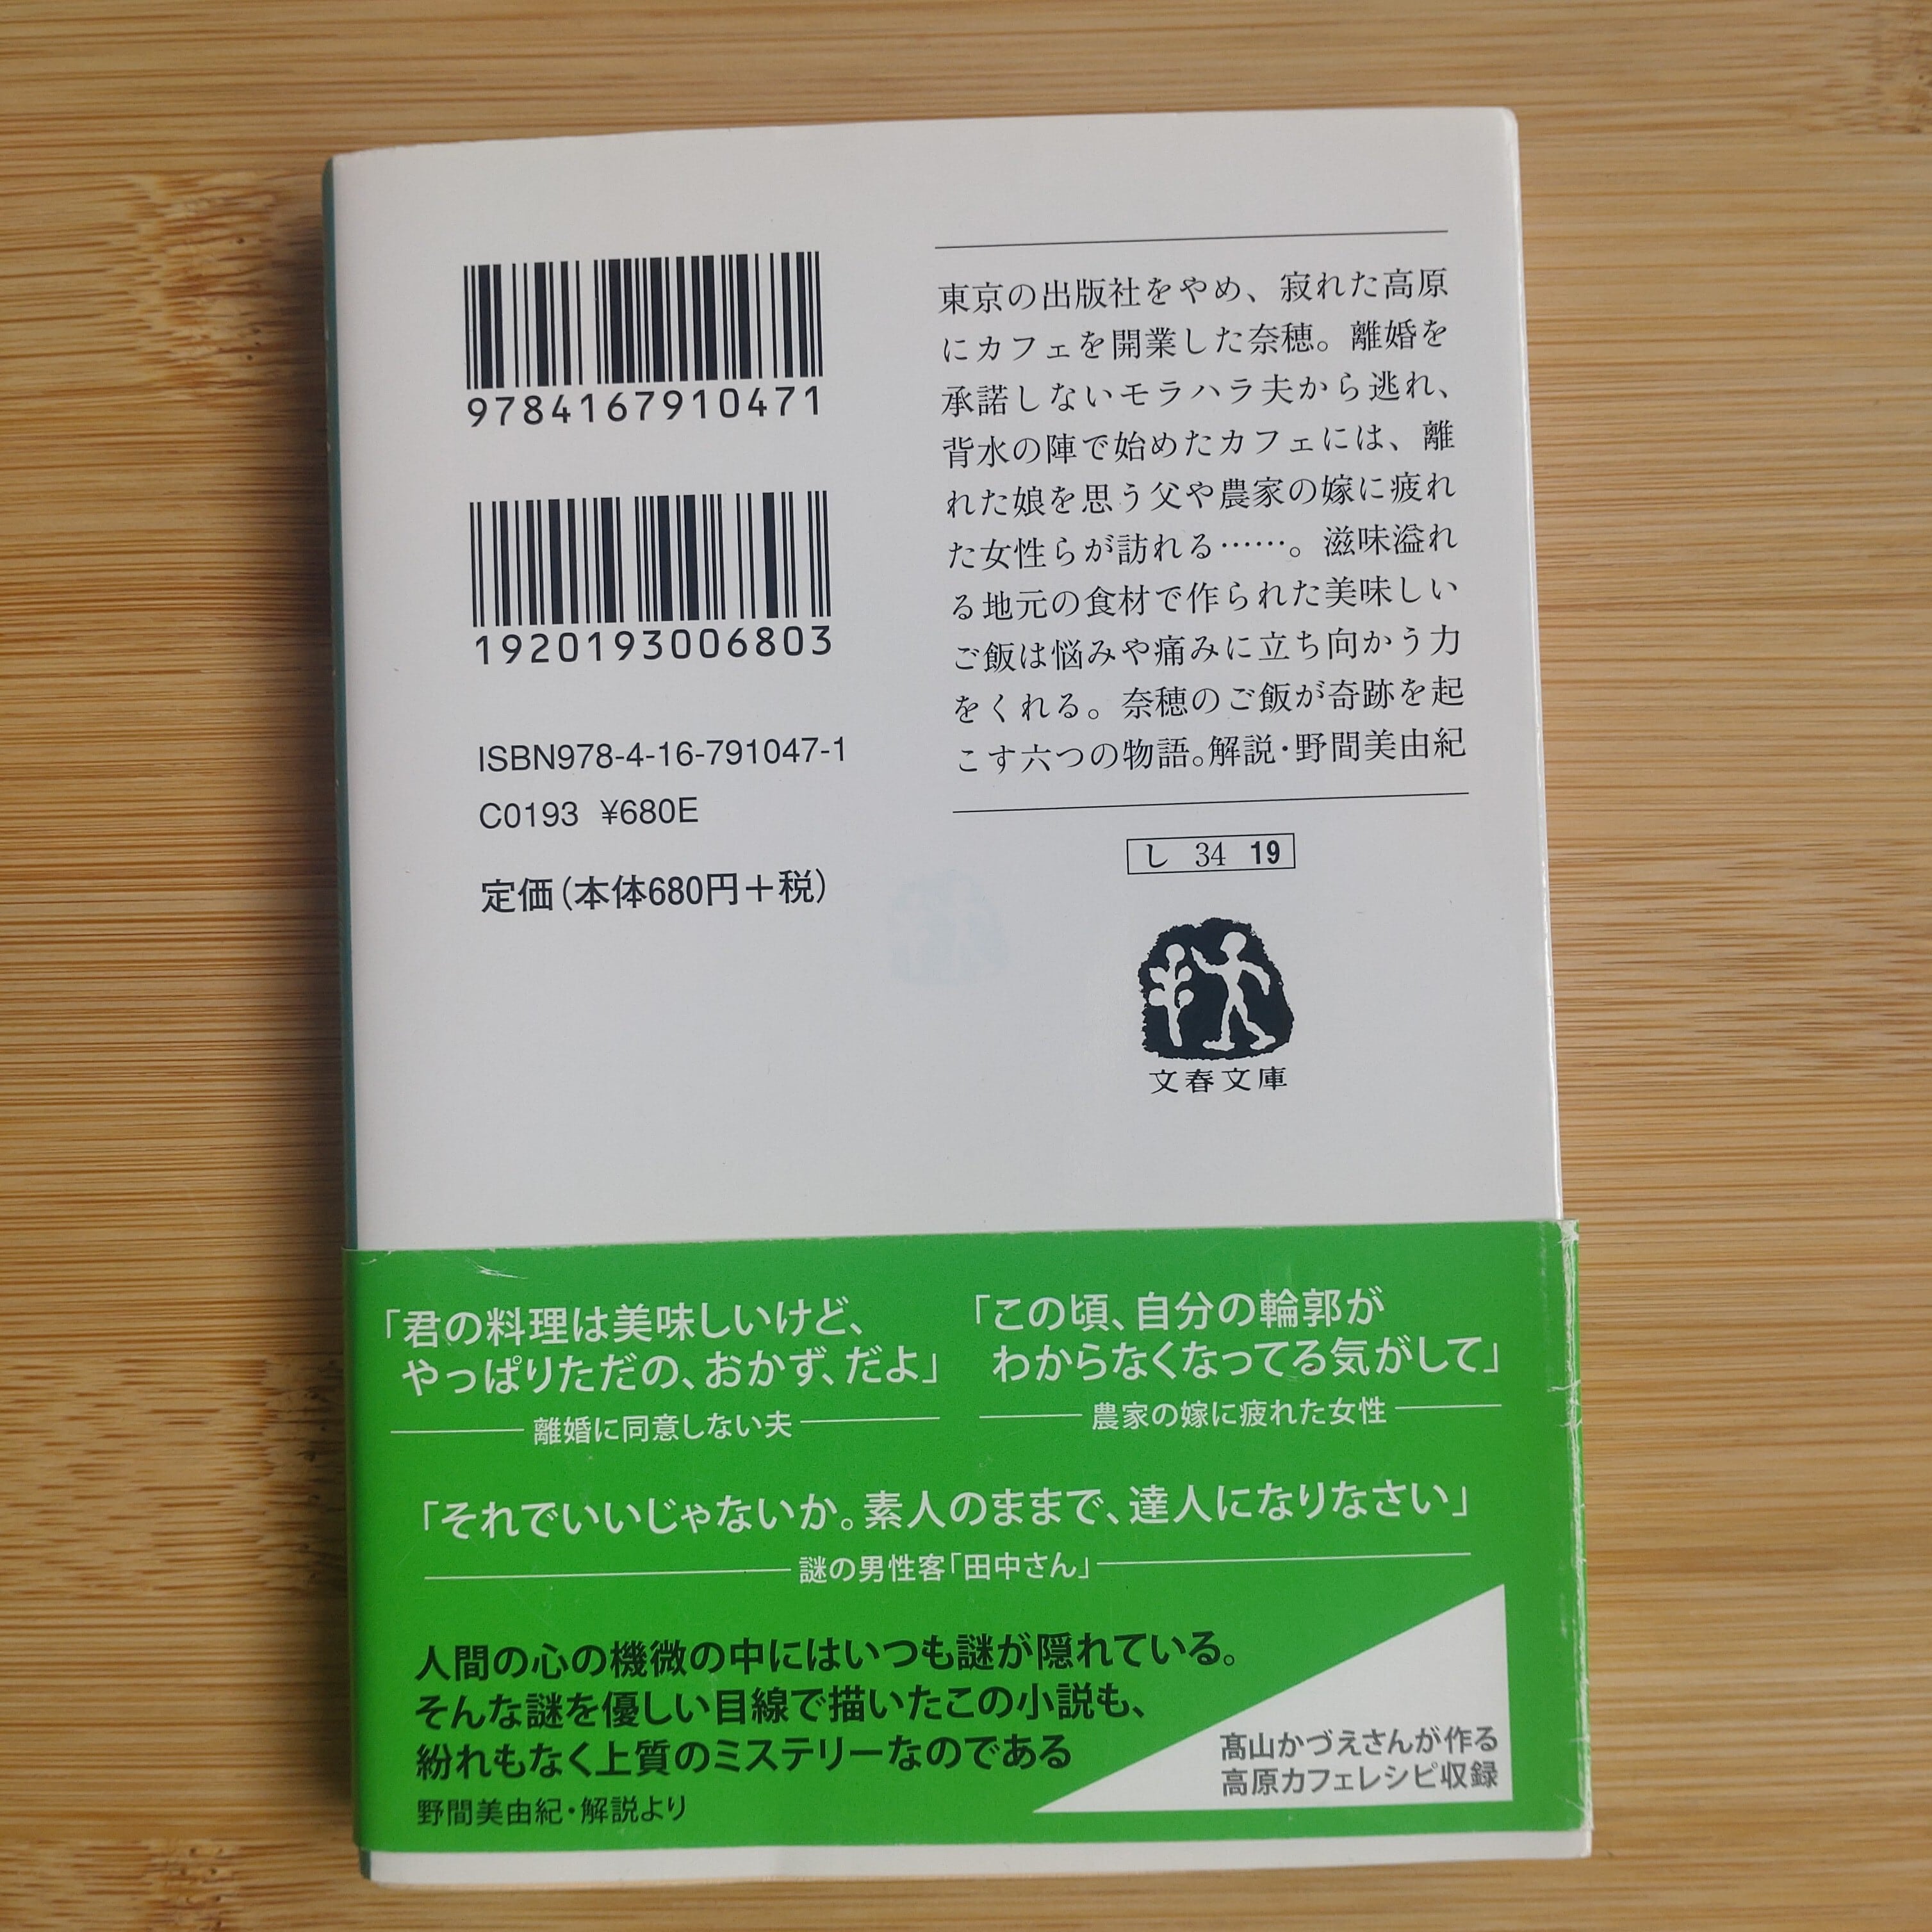 9784167910471
1920193006803
ISBN978-4-16-791047-1
C0193 ¥680E
定価（本体680円＋税）
東京の出版社をやめ、寂れた高原
にカフェを開業した奈穂。離婚を
承諾しないモラハラ夫から逃れ、
背水の陣で始めたカフェには、離
れた娘を思う父や農家の嫁に疲れ
た女性らが訪れる……。滋味溢れ
る地元の食材で作られた美味しい
ご飯は悩みや痛みに立ち向かう力
をくれる。奈穂のご飯が奇跡を起
こす六つの物語。解説・野間美由紀
し 34 19
文春文庫
「君の料理は美味しいけど、
やっぱりただの、おかず、だよ」
離婚に同意しない夫
「この頃、自分の輪郭が
わからなくなってる気がして」
農家の嫁に疲れた女性
「それでいいじゃないか。素人のままで、達人になりなさい」
謎の男性客「田中さん」
人間の心の機微の中にはいつも謎が隠れている。
そんな謎を優しい目線で描いたこの小説も、
紛れもなく上質のミステリーなのである
野間美由紀・解説より
髙山かづえさんが作る
高原カフェレシピ収録